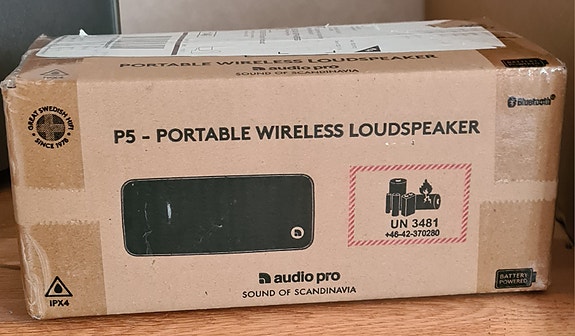 PORTABLE WIRELESS LOUDSPEAKER
audio pro
SOUND OF SCANDINAVIA
GREAT SWEDISH HIFI
SINCE 1978
Bluetooth®
P5 - PORTABLE WIRELESS LOUDSPEAKER
UN 3481
+46-42-370280
IPX4
audio pro
SOUND OF SCANDINAVIA
BATTERY
POWERED